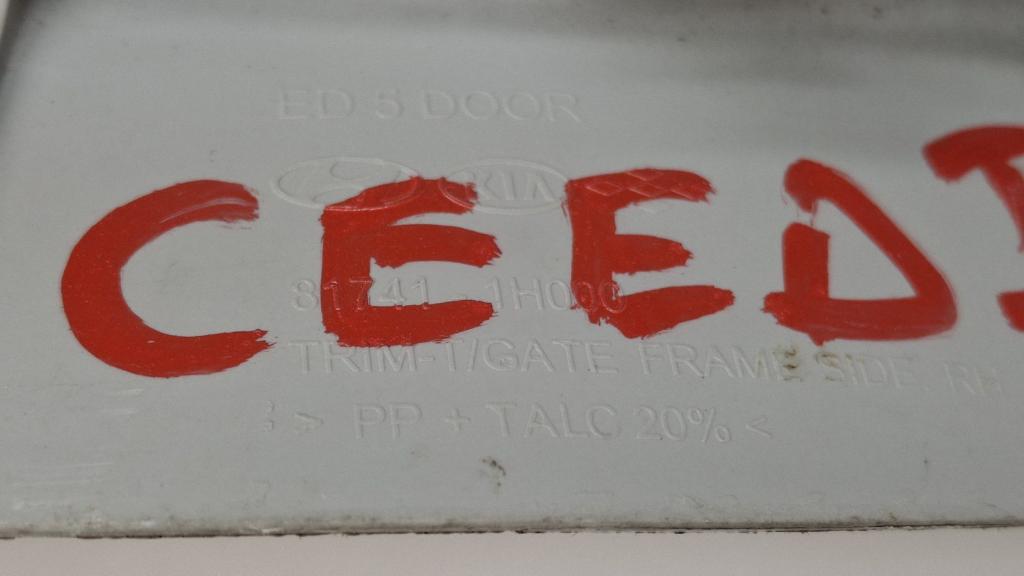 ED 5 DOOR
KIA
CEED
81741 1H000
TRIM-T/GATE FRAME SIDE, RH
> PP + TALC 20% <